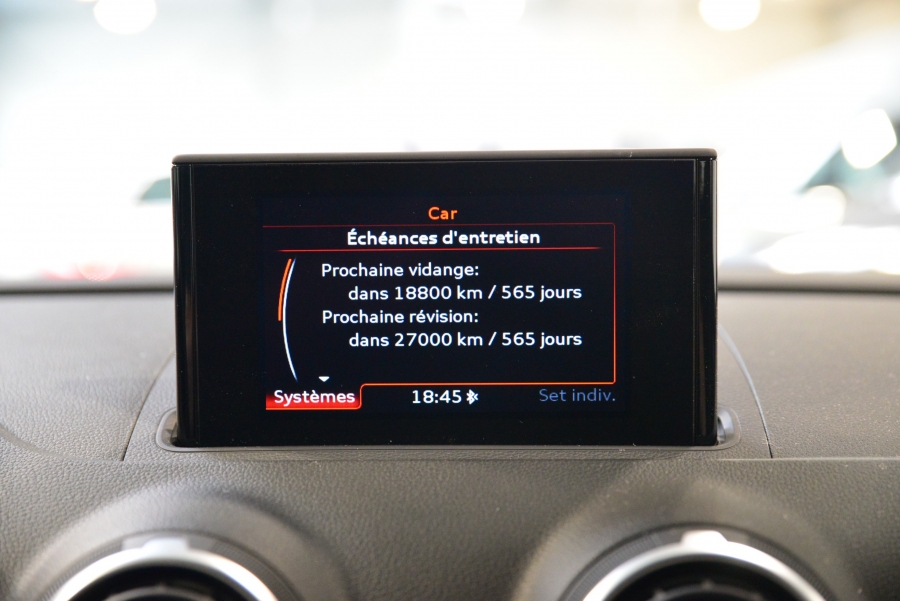 Car
Échéances d'entretien
Prochaine vidange:
dans 18800 km / 565 jours
Prochaine révision:
dans 27000 km / 565 jours
Systèmes 18:45 Set indiv.